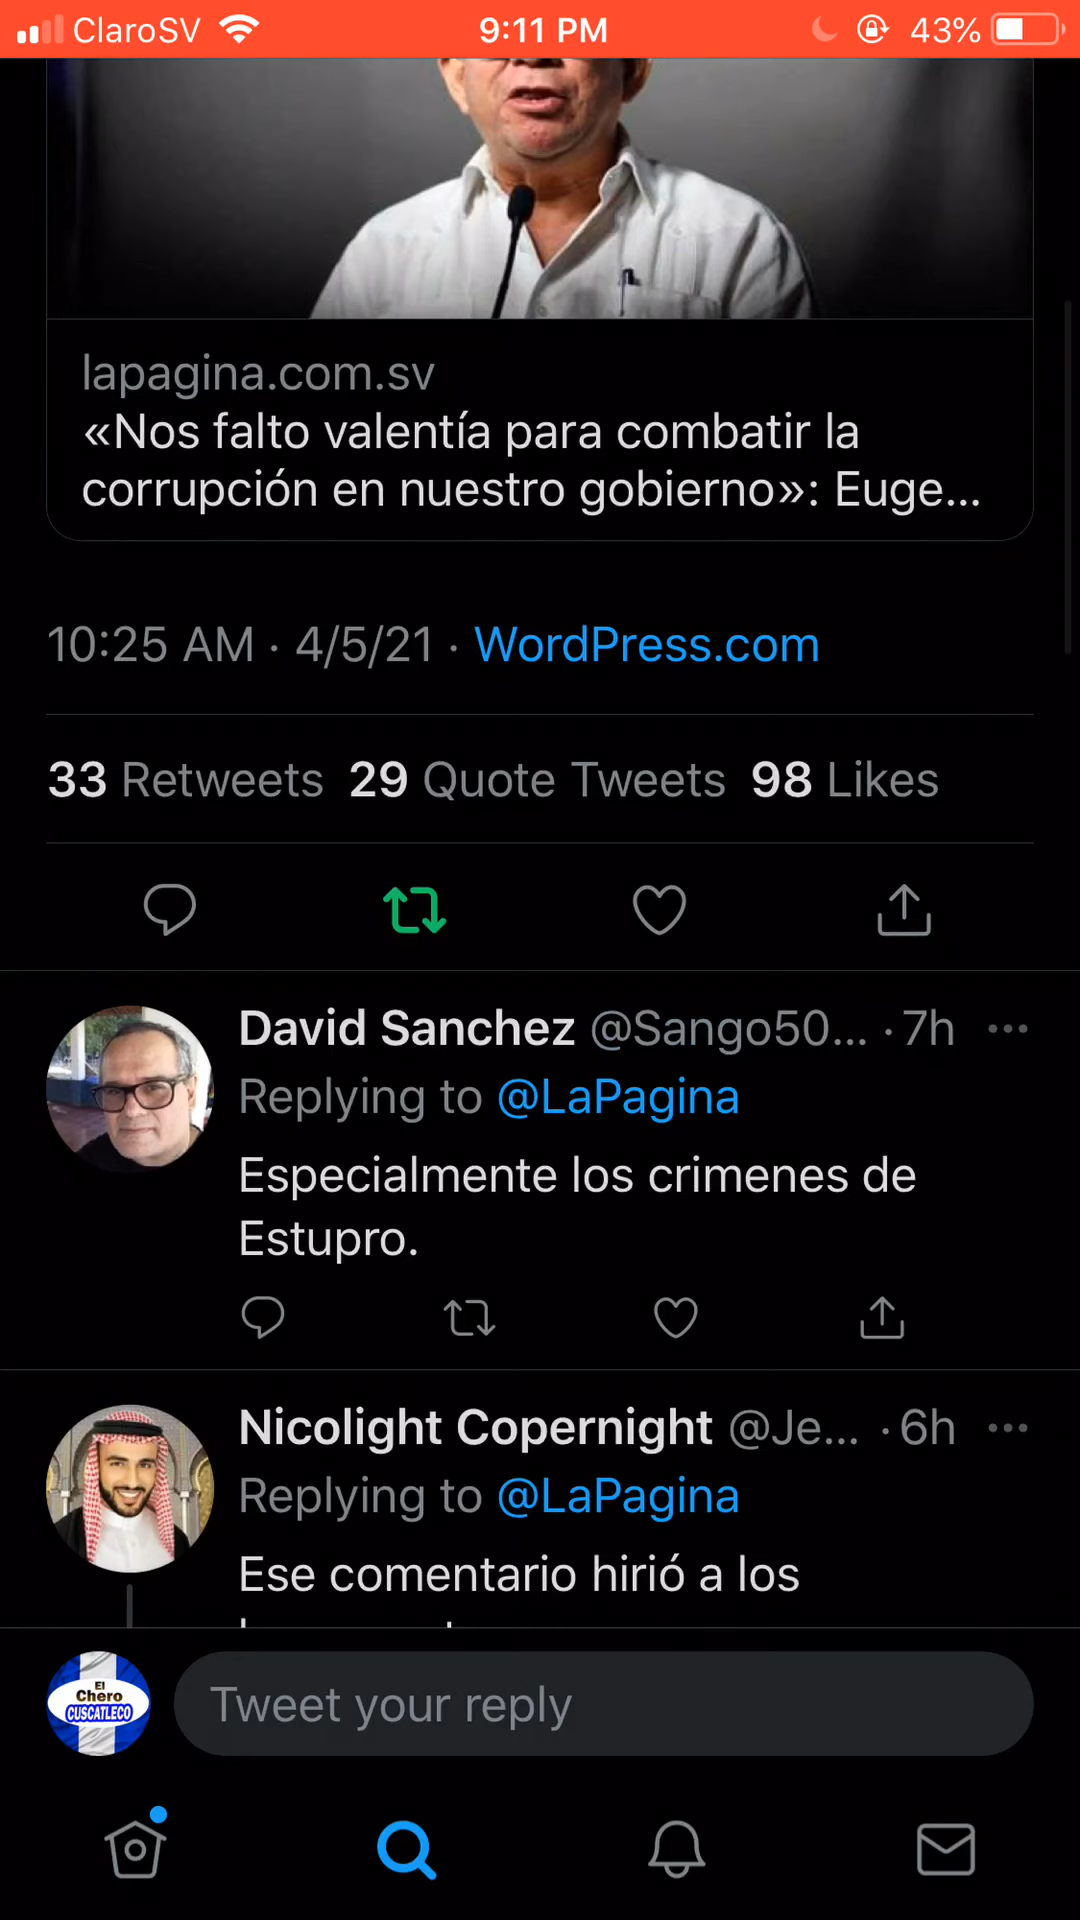 ClaroSV 9:11 PM 43%
lapagina.com.sv
«Nos falto valentía para combatir la
corrupción en nuestro gobierno»: Euge...
10:25 AM · 4/5/21 · WordPress.com
33 Retweets 29 Quote Tweets 98 Likes
David Sanchez @Sango50... · 7h
Replying to @LaPagina
Especialmente los crimenes de
Estupro.
Nicolight Copernight @Je... · 6h
Replying to @LaPagina
Ese comentario hirió a los
El
Chero
CUSCATLECO
Tweet your reply